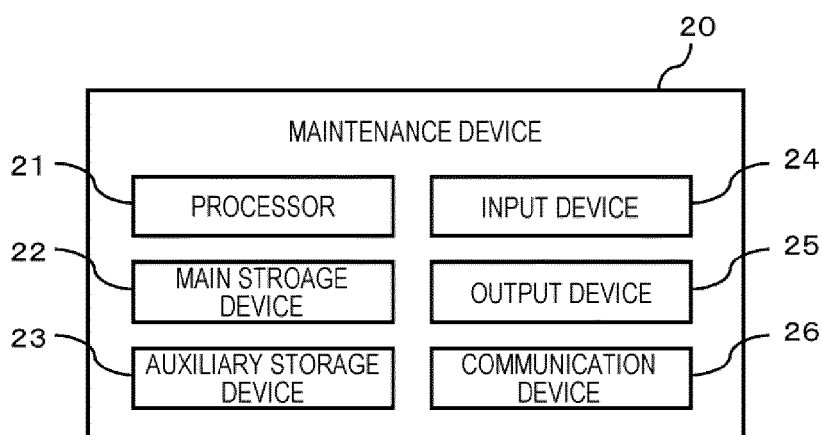 20
MAINTENANCE DEVICE
21
PROCESSOR
INPUT DEVICE
24
22
MAIN STROAGE
DEVICE
OUTPUT DEVICE
25
23
AUXILIARY STORAGE
DEVICE
COMMUNICATION
DEVICE
26